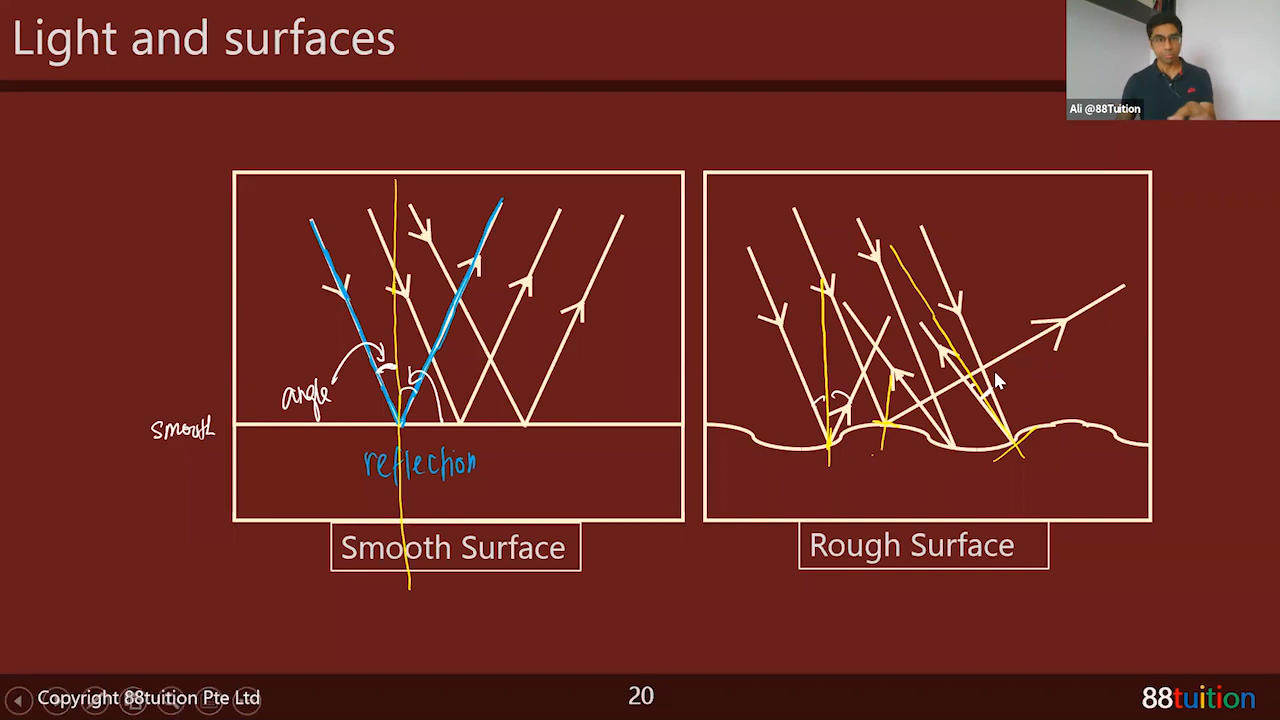 Light and surfaces
Ali @88Tuition
angle
smooth
reflection
Smooth Surface
Rough Surface
Copyright 88tuition Pte Ltd
20
88tuition